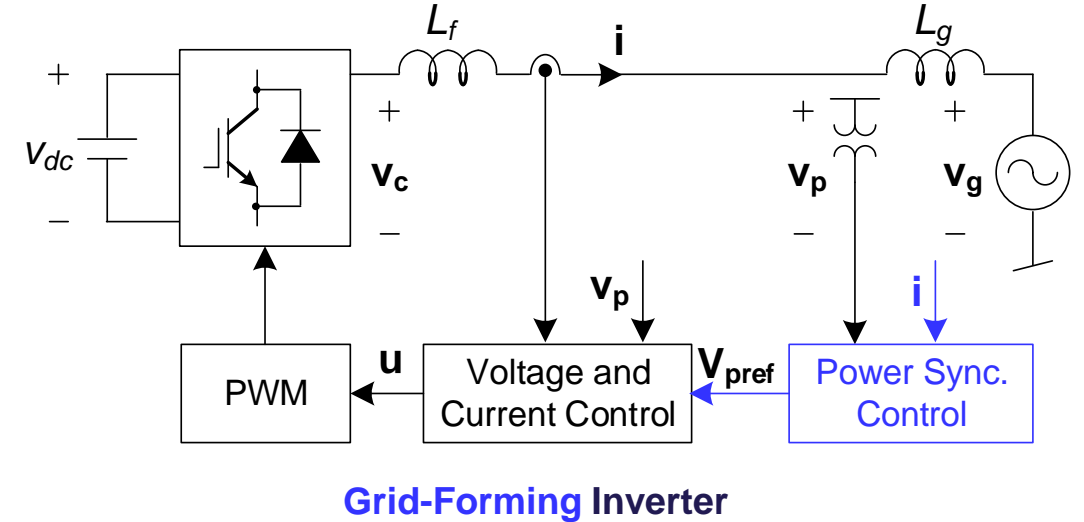 L_f
i
L_g
+
+
+
+
v_dc
v_c
v_p
v_g
−
−
−
−
v_p
i
u
V_pref
PWM
Voltage and
Current Control
Power Sync.
Control
Grid-Forming Inverter